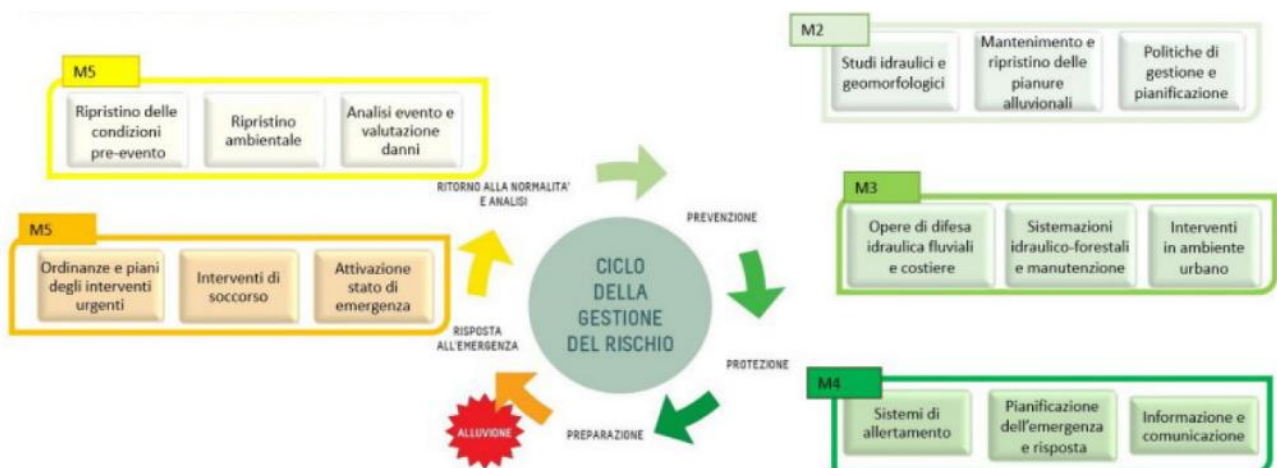 M5
Ripristino delle
condizioni
pre-evento
Ripristino
ambientale
Analisi evento e
valutazione
danni
M5
Ordinanze e piani
degli interventi
urgenti
Interventi di
soccorso
Attivazione
stato di
emergenza
RITORNO ALLA NORMALITA'
E ANALISI
RISPOSTA
ALL'EMERGENZA
ALLUVIONE
CICLO
DELLA
GESTIONE
DEL RISCHIO
PREVENZIONE
PROTEZIONE
PREPARAZIONE
M2
Studi idraulici e
geomorfologici
Mantenimento e
ripristino delle
pianure
alluvionali
Politiche di
gestione e
pianificazione
M3
Opere di difesa
idraulica fluviali
e costiere
Sistemazioni
idraulico-forestali
e manutenzione
Interventi
in ambiente
urbano
M4
Sistemi di
allertamento
Pianificazione
dell'emergenza
e risposta
Informazione e
comunicazione